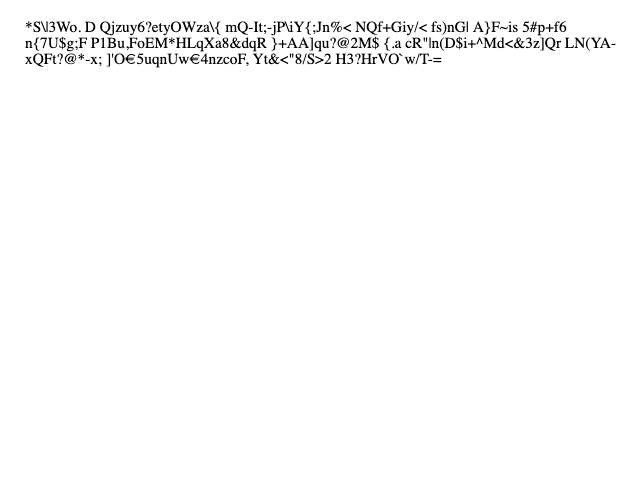 *S\|3Wo. D Qjzuy6?etyOWza\{ mQ-It;-jP\iY{;Jn%< NQf+Giy/< fs)nG| A}F~is 5#p+f6
n{7U$g;F P1Bu,FoEM*HLqXa8&dqR }+AA]qu?@2M$ {.a cR"|n(D$i+^Md<&3z]Qr LN(YA-
xQFt?@*-x; ]'O€5uqnUw€4nzcoF, Yt&<"8/S>2 H3?HrVO`w/T-=